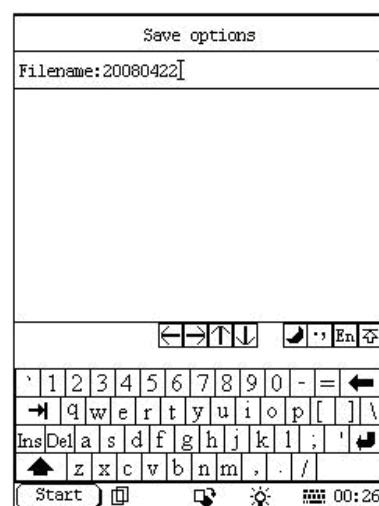 Save options
Filename:20080422
En
` 1 2 3 4 5 6 7 8 9 0 - =
q w e r t y u i o p [ ] \
Ins Del a s d f g h j k l ; '
z x c v b n m , . /
Start 00:26